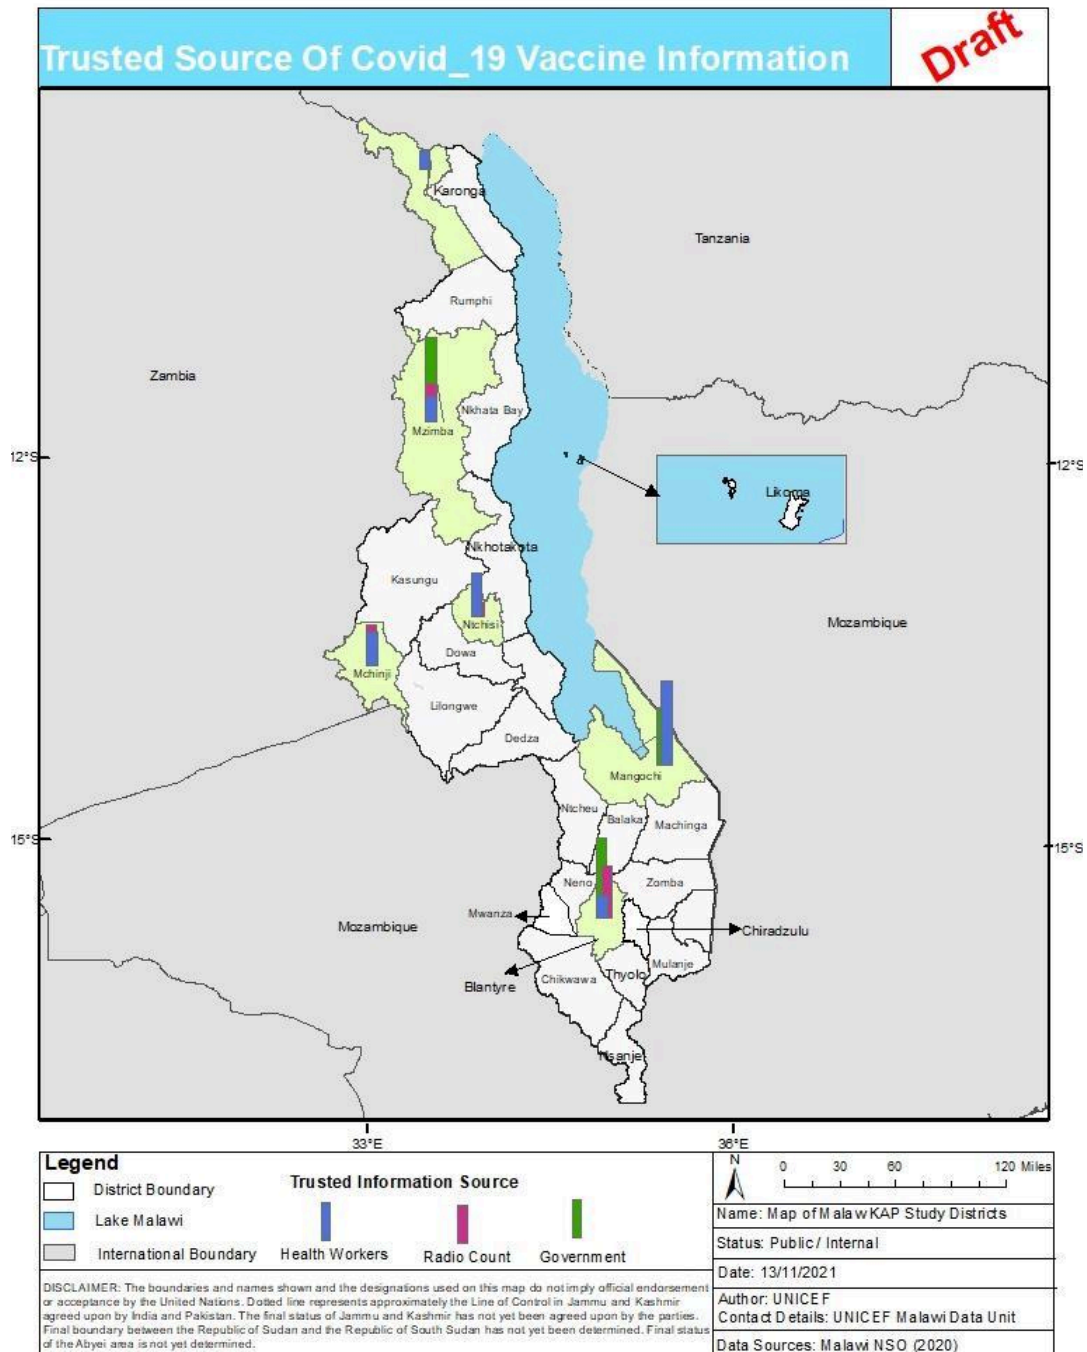 Trusted Source Of Covid_19 Vaccine Information
Draft
Karonga
Tanzania
Rumphi
Zambia
Nkhata Bay
Mzimba
12°S
12°S
Likoma
Nkhotakota
Kasungu
Ntchisi
Mozambique
Dowa
Mchinji
Lilongwe
Dedza
Mangochi
Ntcheu
Balaka
Machinga
15°S
15°S
Neno
Zomba
Mwanza
Mozambique
Chiradzulu
Mulanje
Thyolo
Chikwawa
Blantyre
Nsanje
33°E
36°E
Legend
District Boundary
Lake Malawi
International Boundary
Trusted Information Source
Health Workers
Radio Count
Government
N
0 30 60 120 Miles
Name: Map of Malaw KAP Study Districts
Status: Public / Internal
Date: 13/11/2021
Author: UNICEF
Contact Details: UNICEF Malawi Data Unit
Data Sources: Malawi NSO (2020)
DISCLAIMER: The boundaries and names shown and the designations used on this map do not imply official endorsement
or acceptance by the United Nations. Dotted line represents approximately the Line of Control in Jammu and Kashmir
agreed upon by India and Pakistan. The final status of Jammu and Kashmir has not yet been agreed upon by the parties.
Final boundary between the Republic of Sudan and the Republic of South Sudan has not yet been determined. Final status
of the Abyei area is not yet determined.